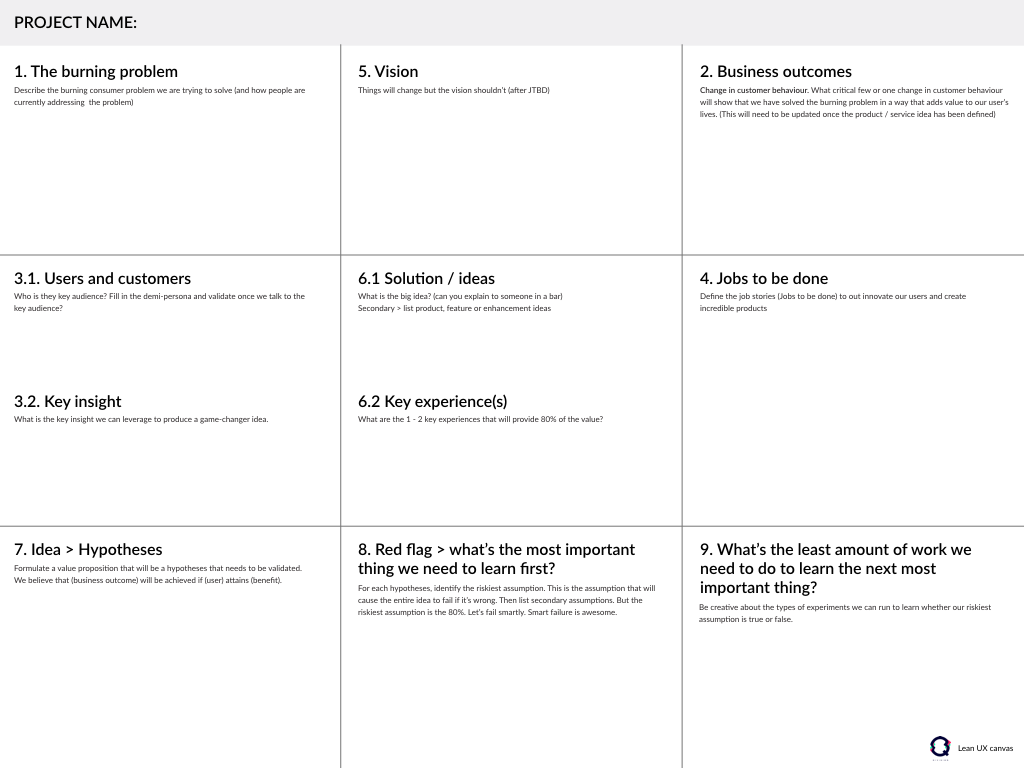 PROJECT NAME:
1. The burning problem
Describe the burning consumer problem we are trying to solve (and how people are
currently addressing  the problem)
5. Vision
Things will change but the vision shouldn't (after JTBD)
2. Business outcomes
Change in customer behaviour. What critical few or one change in customer behaviour
will show that we have solved the burning problem in a way that adds value to our user's
lives. (This will need to be updated once the product / service idea has been defined)
3.1. Users and customers
Who is they key audience? Fill in the demi-persona and validate once we talk to the
key audience?
3.2. Key insight
What is the key insight we can leverage to produce a game-changer idea.
6.1 Solution / ideas
What is the big idea? (can you explain to someone in a bar)
Secondary > list product, feature or enhancement ideas
6.2 Key experience(s)
What are the 1 - 2 key experiences that will provide 80% of the value?
4. Jobs to be done
Define the job stories (Jobs to be done) to out innovate our users and create
incredible products
7. Idea > Hypotheses
Formulate a value proposition that will be a hypotheses that needs to be validated.
We believe that (business outcome) will be achieved if (user) attains (benefit).
8. Red flag > what's the most important
thing we need to learn first?
For each hypotheses, identify the riskiest assumption. This is the assumption that will
cause the entire idea to fail if it's wrong. Then list secondary assumptions. But the
riskiest assumption is the 80%. Let's fail smartly. Smart failure is awesome.
9. What's the least amount of work we
need to do to learn the next most
important thing?
Be creative about the types of experiments we can run to learn whether our riskiest
assumption is true or false.
Lean UX canvas